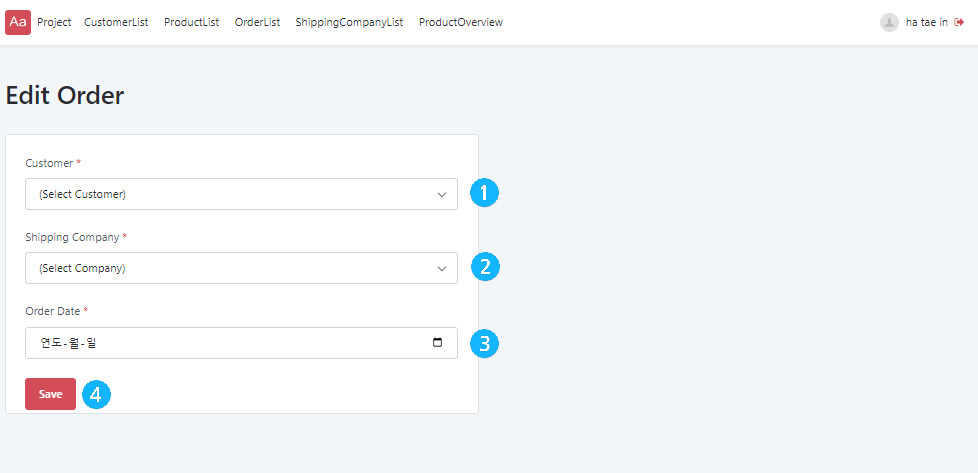 Aa Project CustomerList ProductList OrderList ShippingCompanyList ProductOverview ha tae in
Edit Order
Customer *
(Select Customer)
1
Shipping Company *
(Select Company)
2
Order Date *
연도-월-일
3
Save
4